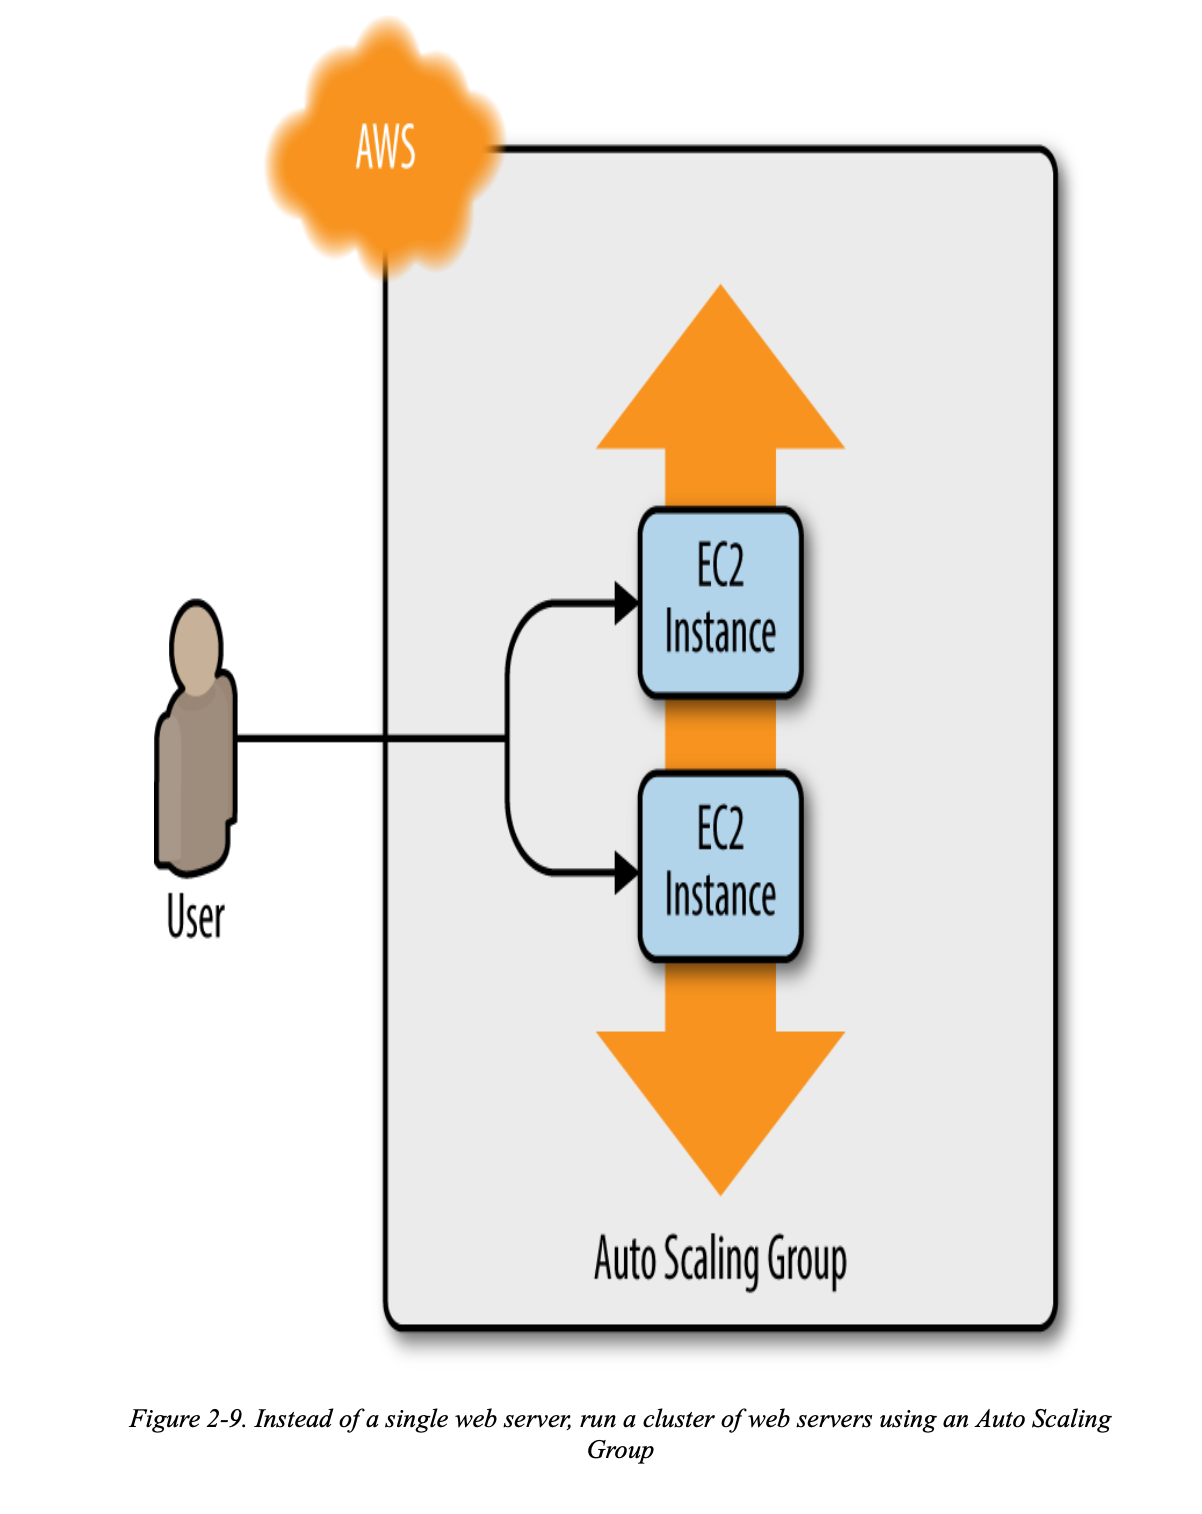 AWS
EC2
Instance
EC2
Instance
User
Auto Scaling Group
Figure 2-9. Instead of a single web server, run a cluster of web servers using an Auto Scaling
Group